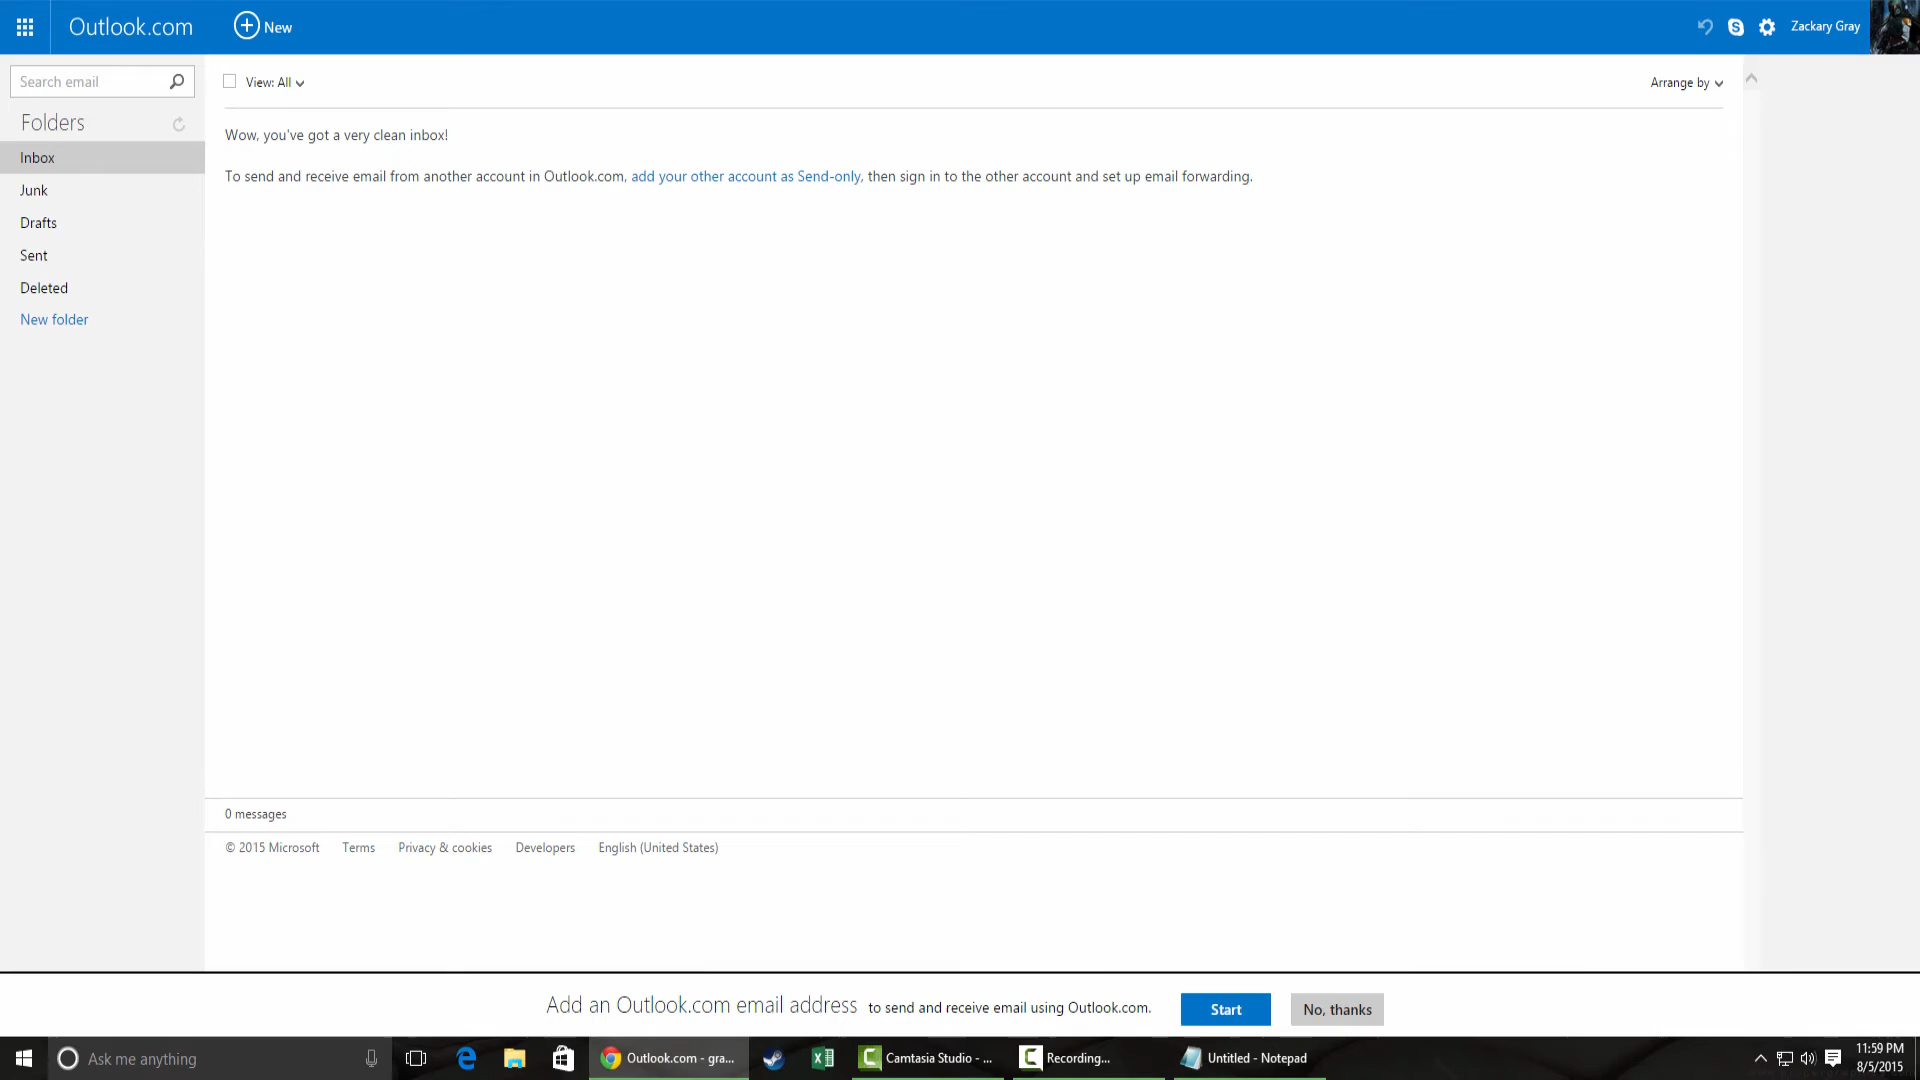 Outlook.com
New
Zackary Gray
Search email
View: All
Arrange by
Folders
Wow, you've got a very clean inbox!
Inbox
To send and receive email from another account in Outlook.com, add your other account as Send-only, then sign in to the other account and set up email forwarding.
Junk
Drafts
Sent
Deleted
New folder
0 messages
© 2015 Microsoft Terms Privacy & cookies Developers English (United States)
Add an Outlook.com email address to send and receive email using Outlook.com. Start No, thanks
Ask me anything
Outlook.com - gra...
Camtasia Studio - ...
Recording...
Untitled - Notepad
11:59 PM
8/5/2015